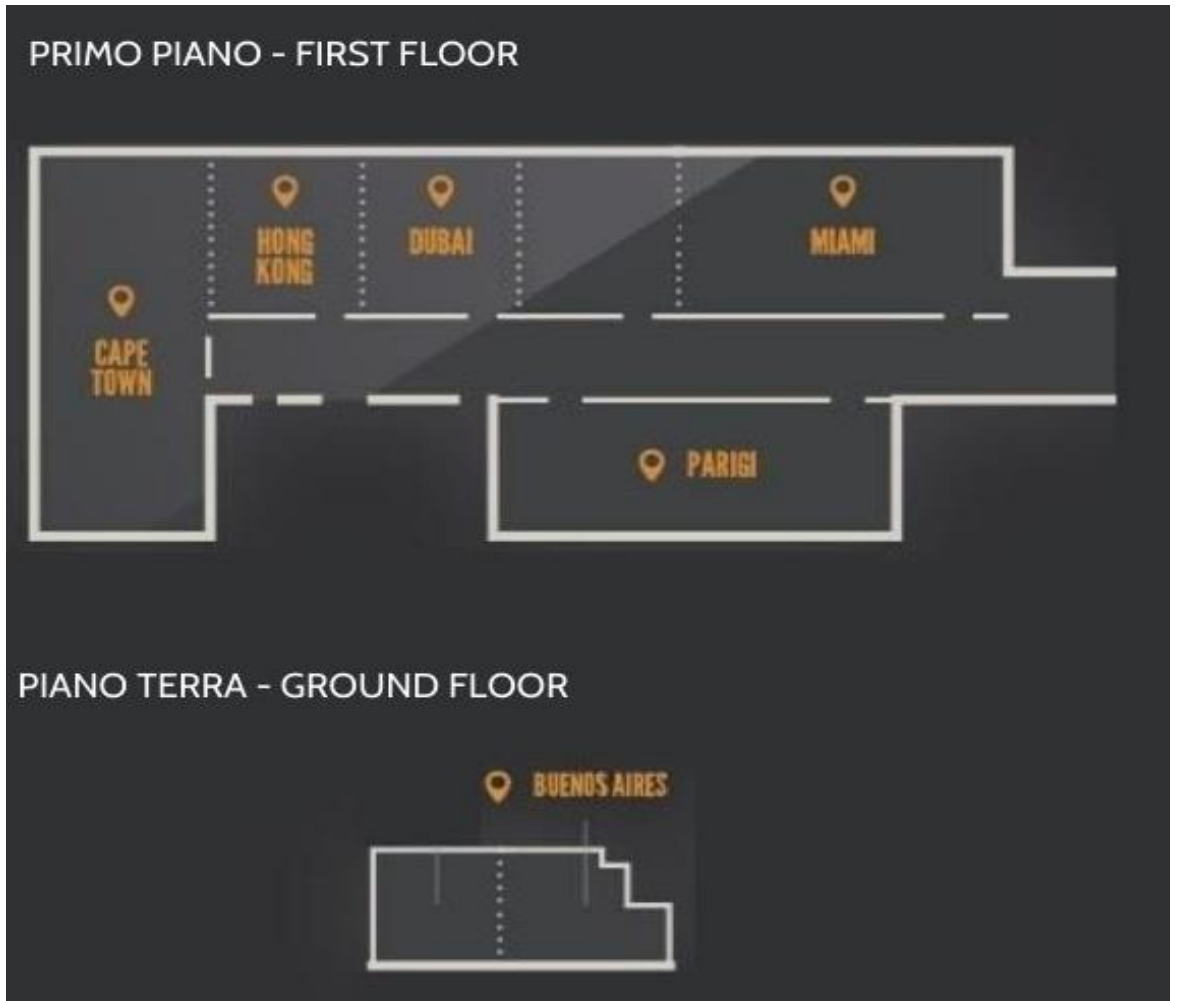 PRIMO PIANO - FIRST FLOOR
HONG
KONG
DUBAI
MIAMI
CAPE
TOWN
PARIGI
PIANO TERRA - GROUND FLOOR
BUENOS AIRES